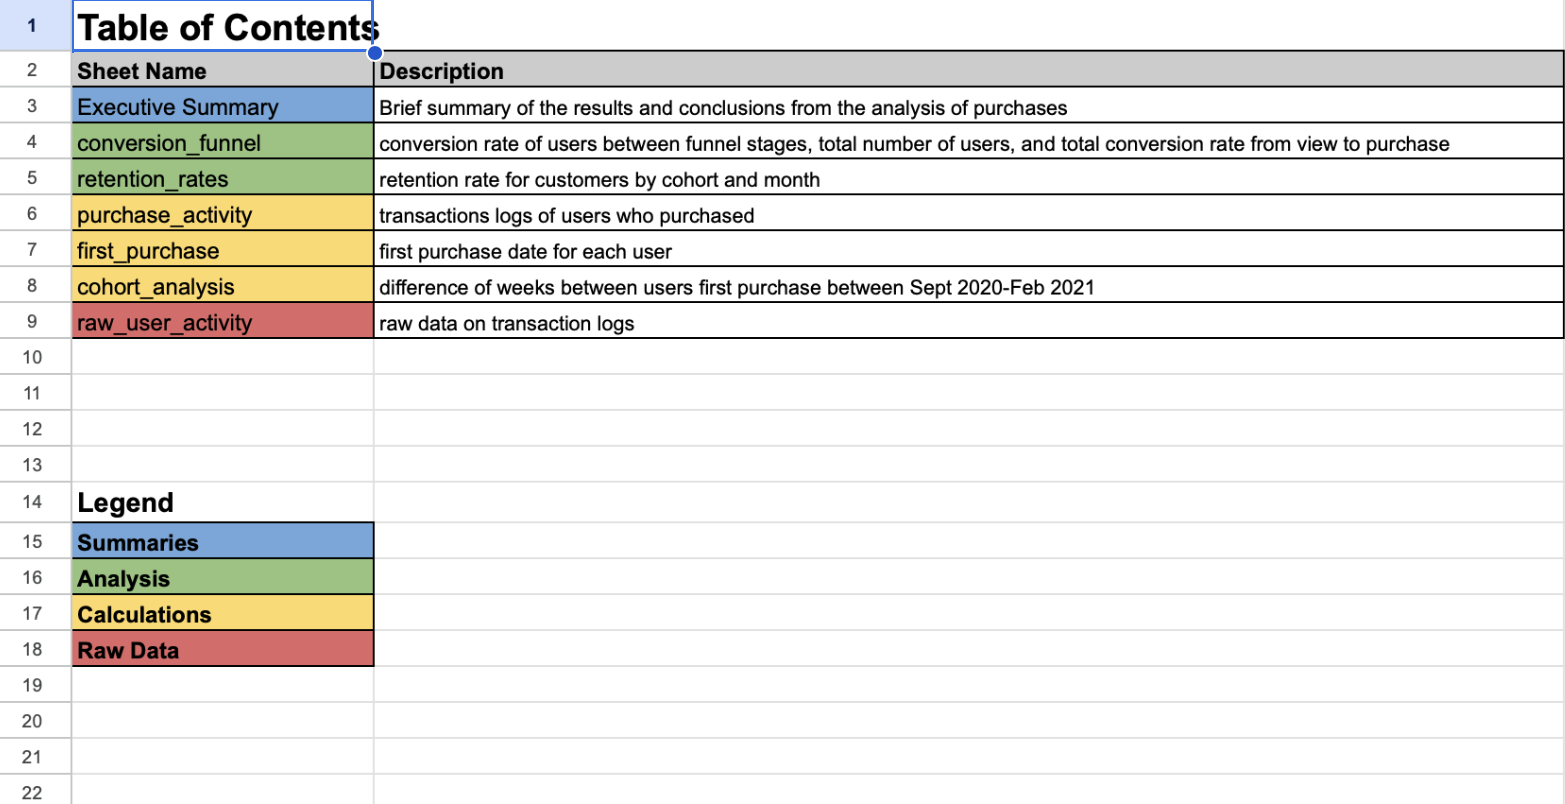 1 Table of Contents
2 Sheet Name Description
3 Executive Summary Brief summary of the results and conclusions from the analysis of purchases
4 conversion_funnel conversion rate of users between funnel stages, total number of users, and total conversion rate from view to purchase
5 retention_rates retention rate for customers by cohort and month
6 purchase_activity transactions logs of users who purchased
7 first_purchase first purchase date for each user
8 cohort_analysis difference of weeks between users first purchase between Sept 2020-Feb 2021
9 raw_user_activity raw data on transaction logs
10
11
12
13
14 Legend
15 Summaries
16 Analysis
17 Calculations
18 Raw Data
19
20
21
22